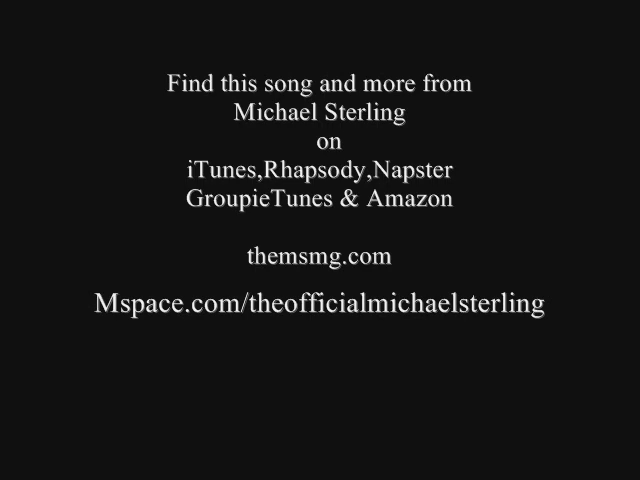 Find this song and more from
Michael Sterling
on
iTunes,Rhapsody,Napster
GroupieTunes & Amazon
themsmg.com
Mspace.com/theofficialmichaelsterling